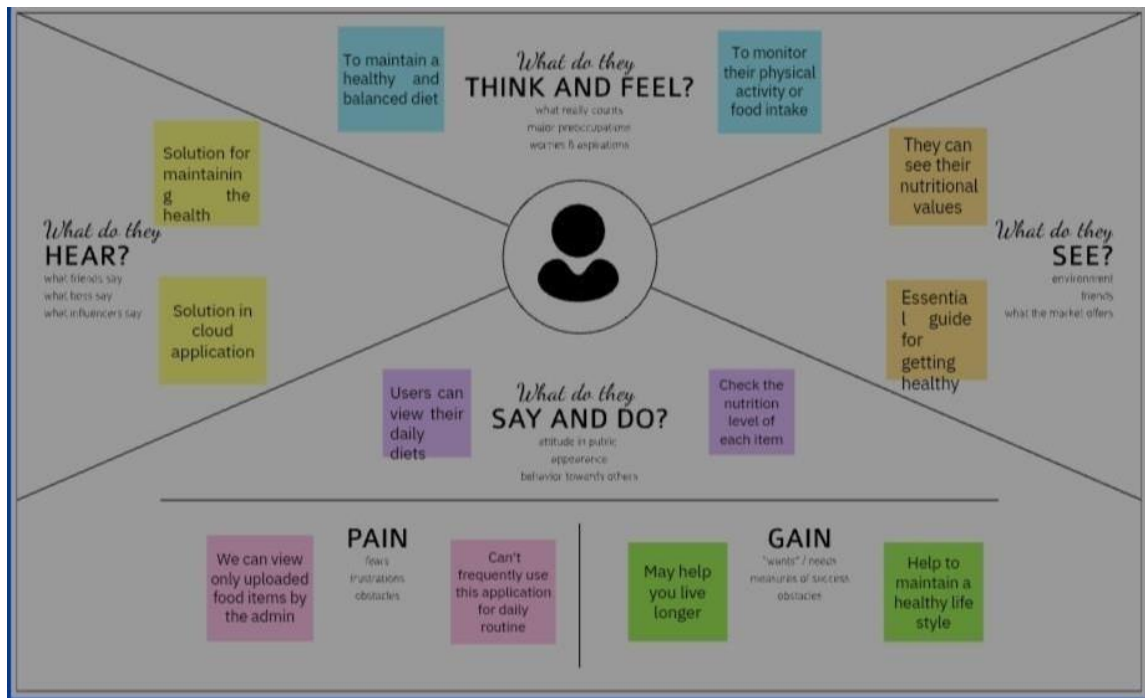 To maintain a
healthy and
balanced diet
What do they
THINK AND FEEL?
what really counts
major preoccupations
worries & aspirations
To monitor
their physical
activity or
food intake
Solution for
maintainin
g the
health
What do they
HEAR?
what friends say
what boss say
what influencers say
Solution in
cloud
application
They can
see their
nutritional
values
What do they
SEE?
environment
friends
what the market offers
Essentia
l guide
for
getting
healthy
Users can
view their
daily
diets
What do they
SAY AND DO?
attitude in public
appearance
behavior towards others
Check the
nutrition
level of
each item
We can view
only uploaded
food items by
the admin
PAIN
fears
frustrations
obstacles
Can't
frequently use
this application
for daily
routine
May help
you live
longer
GAIN
"wants" / needs
measures of success
obstacles
Help to
maintain a
healthy life
style